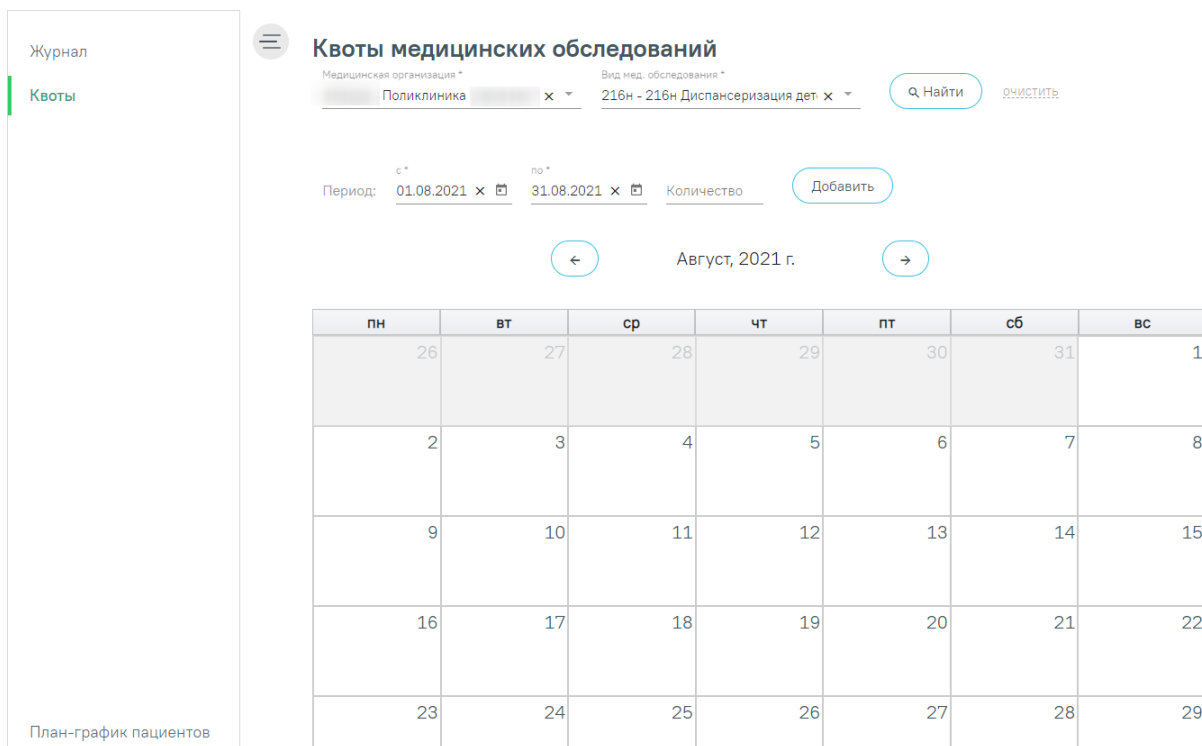 Журнал
Квоты
План-график пациентов
Квоты медицинских обследований
Медицинская организация * Вид мед. обследования *
Поликлиника 216н - 216н Диспансеризация дет Найти очистить
с * по *
Период: 01.08.2021 31.08.2021 Количество Добавить
Август, 2021 г.
пн вт ср чт пт сб вс
26 27 28 29 30 31 1
2 3 4 5 6 7 8
9 10 11 12 13 14 15
16 17 18 19 20 21 22
23 24 25 26 27 28 29